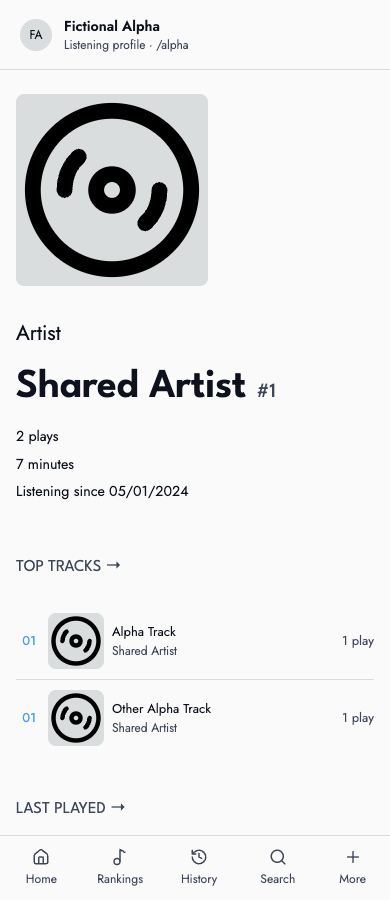 FA
Fictional Alpha
Listening profile · /alpha
Artist
Shared Artist #1
2 plays
7 minutes
Listening since 05/01/2024
TOP TRACKS →
01 Alpha Track 1 play
Shared Artist
01 Other Alpha Track 1 play
Shared Artist
LAST PLAYED →
Home Rankings History Search More